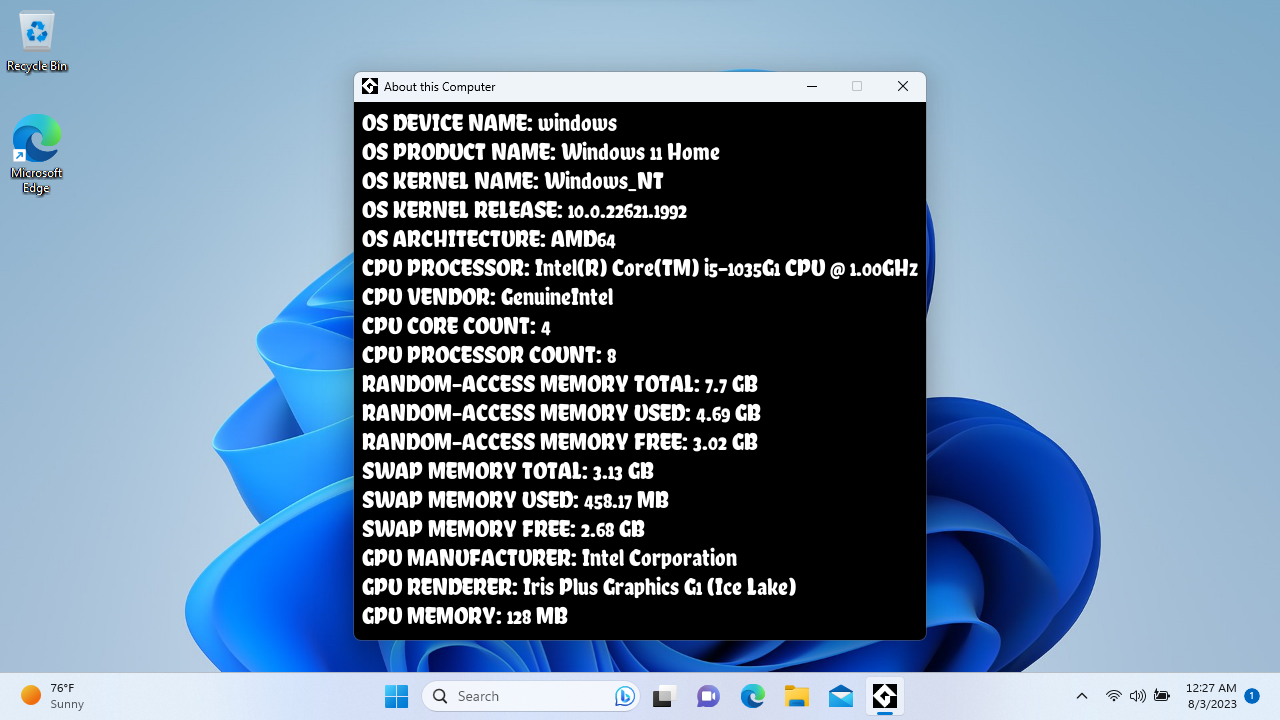 Recycle Bin
Microsoft
Edge
About this Computer
OS DEVICE NAME: windows
OS PRODUCT NAME: Windows 11 Home
OS KERNEL NAME: Windows_NT
OS KERNEL RELEASE: 10.0.22621.1992
OS ARCHITECTURE: AMD64
CPU PROCESSOR: Intel(R) Core(TM) i5-1035G1 CPU @ 1.00GHz
CPU VENDOR: GenuineIntel
CPU CORE COUNT: 4
CPU PROCESSOR COUNT: 8
RANDOM-ACCESS MEMORY TOTAL: 7.7 GB
RANDOM-ACCESS MEMORY USED: 4.69 GB
RANDOM-ACCESS MEMORY FREE: 3.02 GB
SWAP MEMORY TOTAL: 3.13 GB
SWAP MEMORY USED: 458.17 MB
SWAP MEMORY FREE: 2.68 GB
GPU MANUFACTURER: Intel Corporation
GPU RENDERER: Iris Plus Graphics G1 (Ice Lake)
GPU MEMORY: 128 MB
76°F
Sunny
Search
12:27 AM
8/3/2023
1